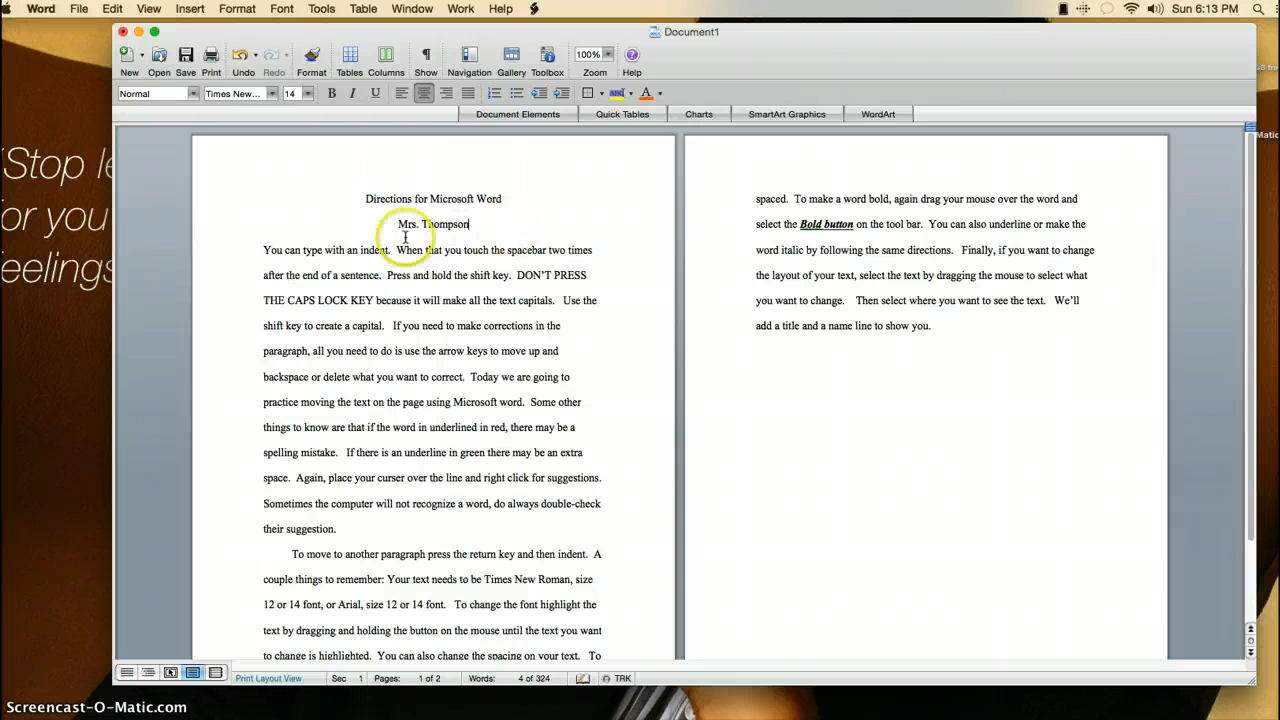 Word File Edit View Insert Format Font Tools Table Window Work Help Sun 6:13 PM
Document1
New Open Save Print Undo Redo Format Tables Columns Show Navigation Gallery Toolbox 100% Zoom Help
Normal Times New... 14 B I U
Document Elements Quick Tables Charts SmartArt Graphics WordArt
(Stop le
or you
eelings
Matic
Directions for Microsoft Word
Mrs. Thompson
You can type with an indent. When that you touch the spacebar two times
after the end of a sentence. Press and hold the shift key. DON'T PRESS
THE CAPS LOCK KEY because it will make all the text capitals. Use the
shift key to create a capital. If you need to make corrections in the
paragraph, all you need to do is use the arrow keys to move up and
backspace or delete what you want to correct. Today we are going to
practice moving the text on the page using Microsoft word. Some other
things to know are that if the word in underlined in red, there may be a
spelling mistake. If there is an underline in green there may be an extra
space. Again, place your curser over the line and right click for suggestions.
Sometimes the computer will not recognize a word, do always double-check
their suggestion.
To move to another paragraph press the return key and then indent. A
couple things to remember: Your text needs to be Times New Roman, size
12 or 14 font, or Arial, size 12 or 14 font. To change the font highlight the
text by dragging and holding the button on the mouse until the text you want
to change is highlighted. You can also change the spacing on your text. To
spaced. To make a word bold, again drag your mouse over the word and
select the Bold button on the tool bar. You can also underline or make the
word italic by following the same directions. Finally, if you want to change
the layout of your text, select the text by dragging the mouse to select what
you want to change. Then select where you want to see the text. We'll
add a title and a name line to show you.
Print Layout View Sec 1 Pages: 1 of 2 Words: 4 of 324 TRK
Screencast-O-Matic.com